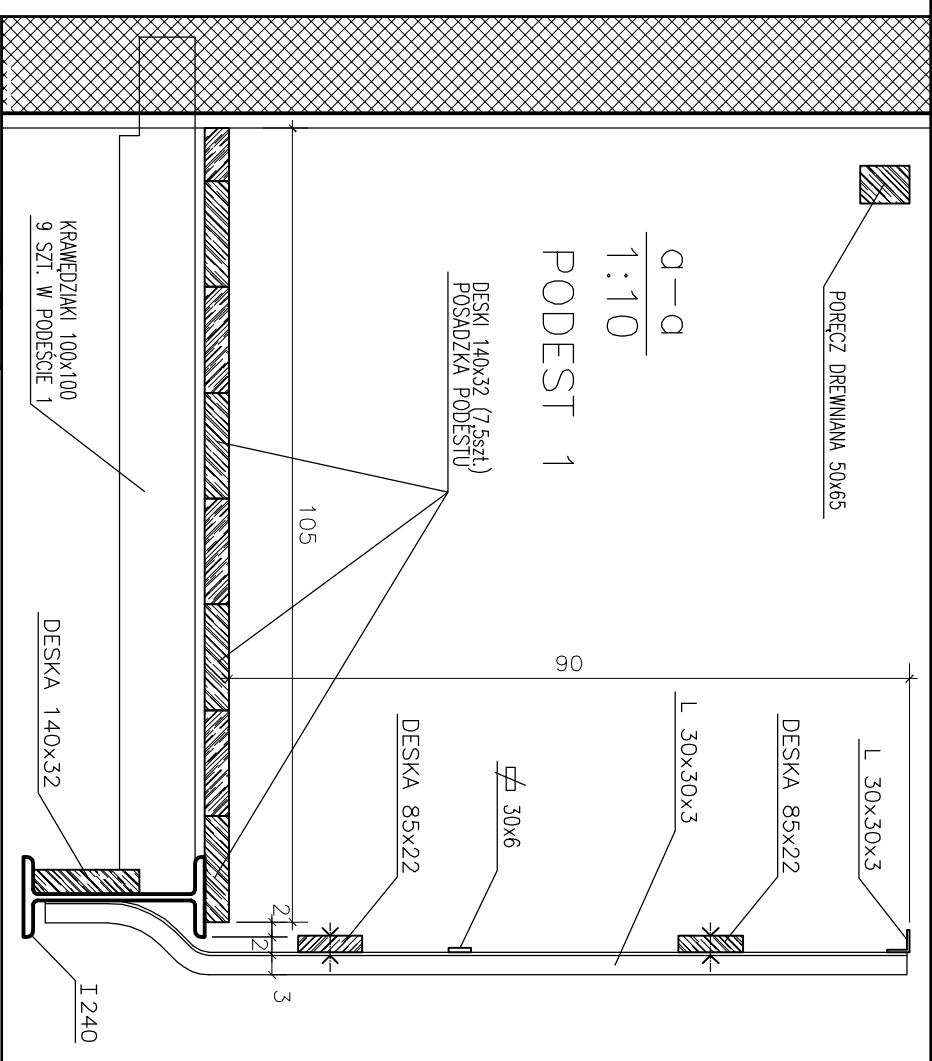 a-a
1:10
PODEST 1
PORĘCZ DREWNIANA 50x65
DESKI 140x32 (7,5szt.)
POSADZKA PODESTU
105
90
L 30x30x3
DESKA 85x22
L 30x30x3
30x6
DESKA 85x22
2
2
3
KRAWĘDZIAKI 100x100
9 SZT. W PODEŚCIE 1
DESKA 140x32
I 240